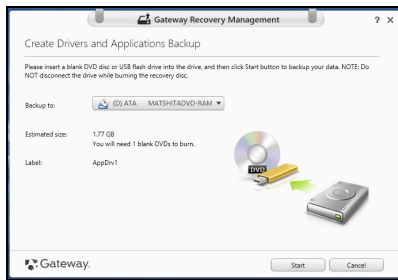 Gateway Recovery Management
? ×
Create Drivers and Applications Backup
Please insert a blank DVD disc or USB flash drive into the drive, and then click Start button to backup your data. NOTE: Do
NOT disconnect the drive while burning the recovery disc.
Backup to: (D) ATA MATSHITADVD-RAM
Estimated size: 1.77 GB
You will need 1 blank DVDs to burn.
Label: AppDrv1
DVD
Gateway.
Start Cancel